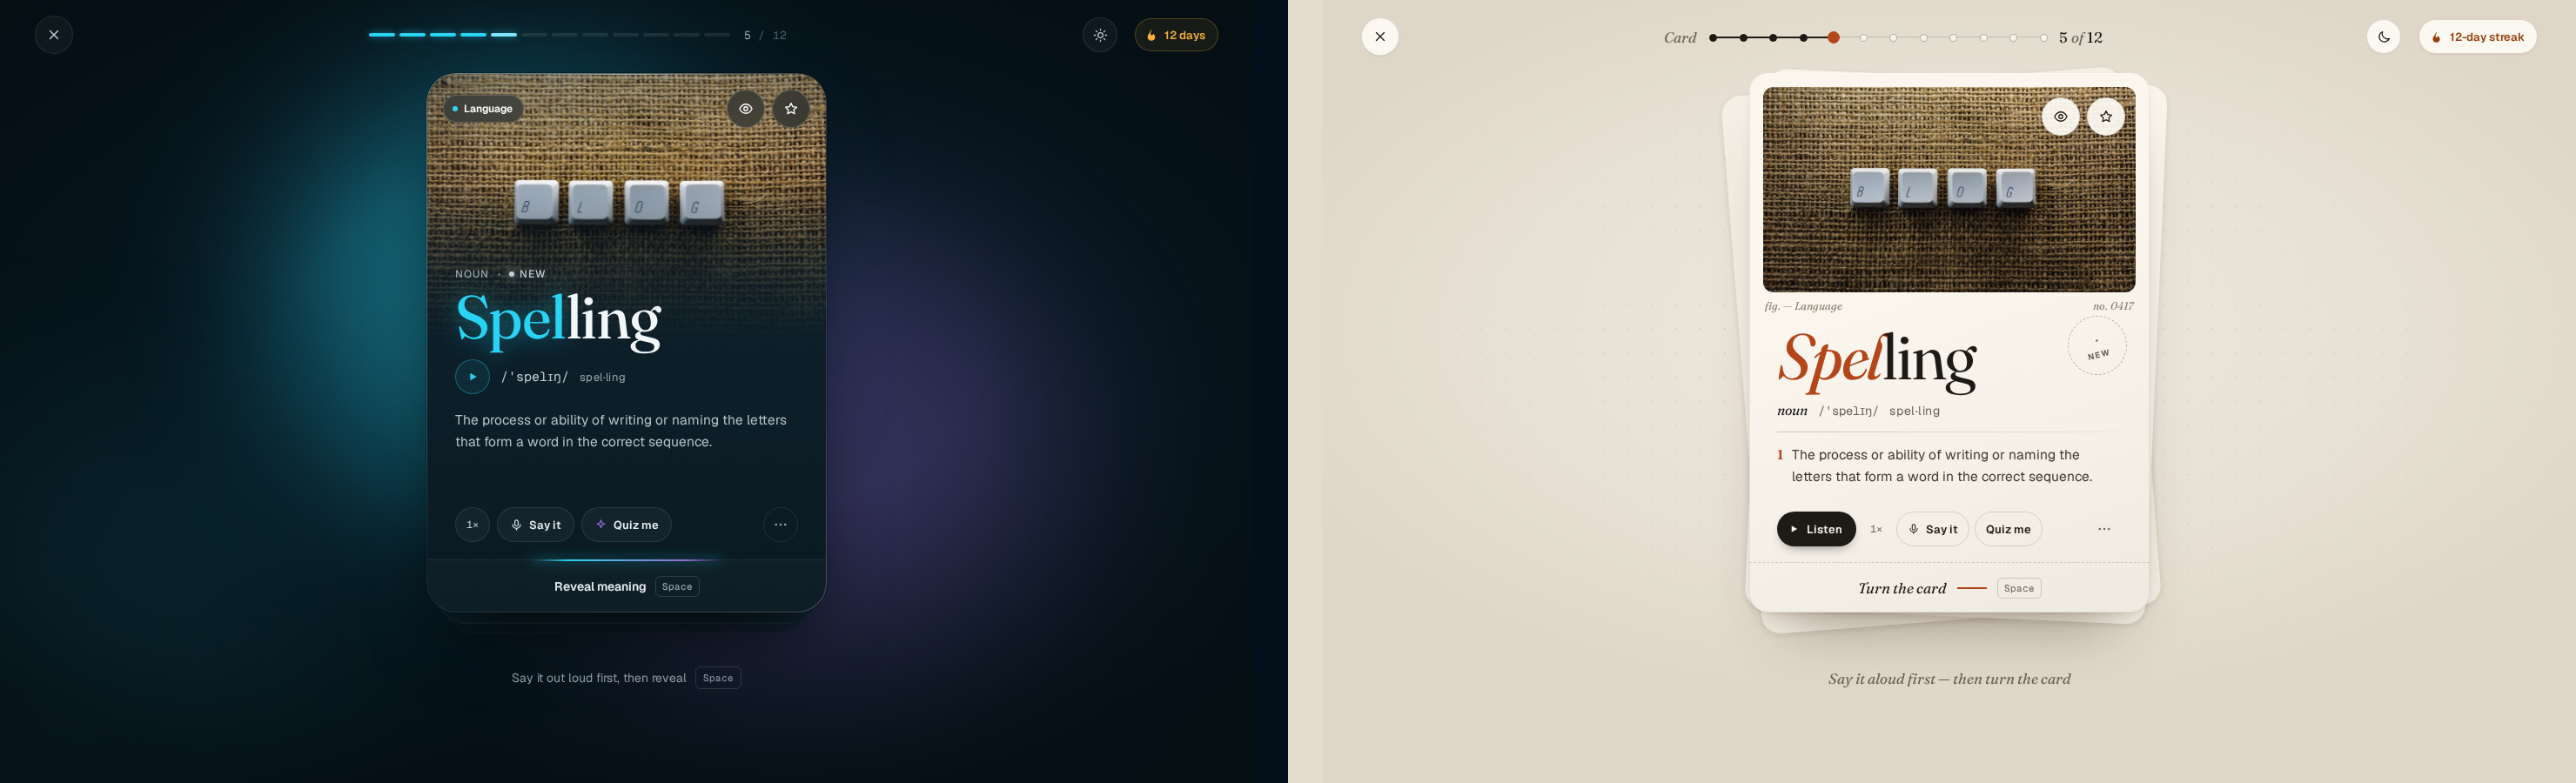 5 / 12
12 days
Language
B L O G
NOUN · NEW
Spelling
/ˈspelɪŋ/ spel·ling
The process or ability of writing or naming the letters
that form a word in the correct sequence.
1× Say it Quiz me ...
Reveal meaning Space
Say it out loud first, then reveal Space
Card 5 of 12
12-day streak
B L O G
fig. — Language no. 0417
Spelling
NEW
noun /ˈspelɪŋ/ spel·ling
1 The process or ability of writing or naming the
letters that form a word in the correct sequence.
Listen 1× Say it Quiz me ...
Turn the card — Space
Say it aloud first — then turn the card